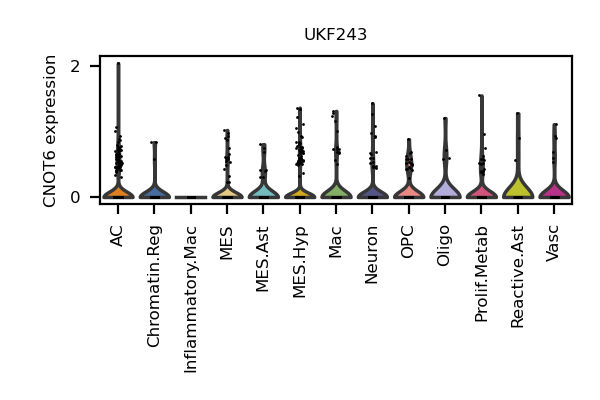 UKF243
CNOT6 expression
2
0
AC
Chromatin.Reg
Inflammatory.Mac
MES
MES.Ast
MES.Hyp
Mac
Neuron
OPC
Oligo
Prolif.Metab
Reactive.Ast
Vasc